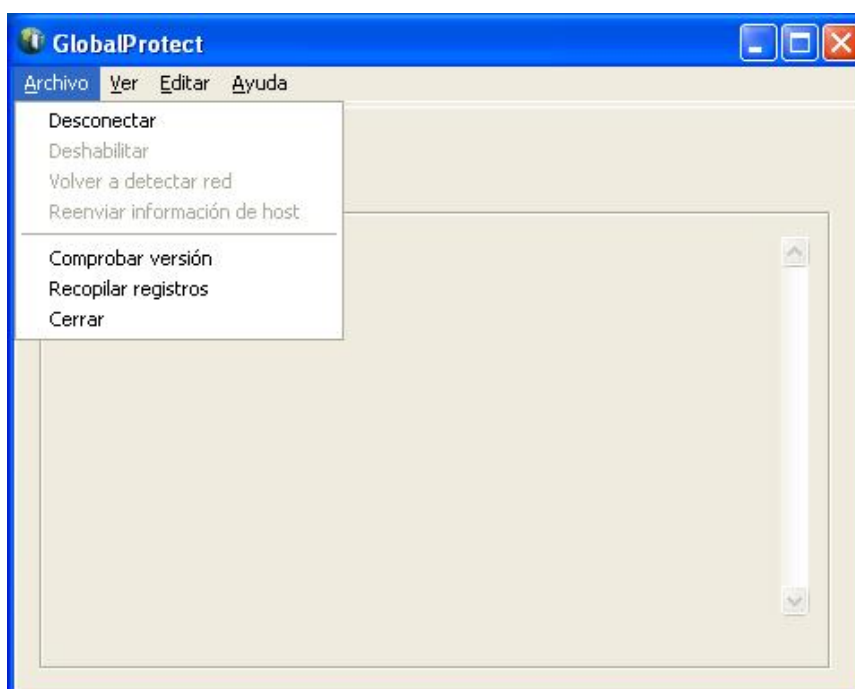 GlobalProtect
Archivo Ver Editar Ayuda
Desconectar
Deshabilitar
Volver a detectar red
Reenviar información de host
Comprobar versión
Recopilar registros
Cerrar